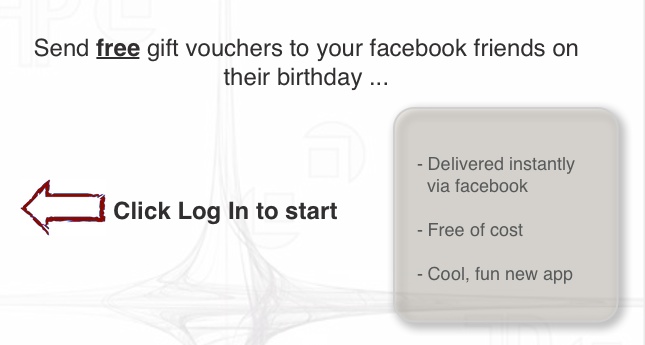 Send free gift vouchers to your facebook friends on
their birthday ...
Click Log In to start
- Delivered instantly
via facebook
- Free of cost
- Cool, fun new app